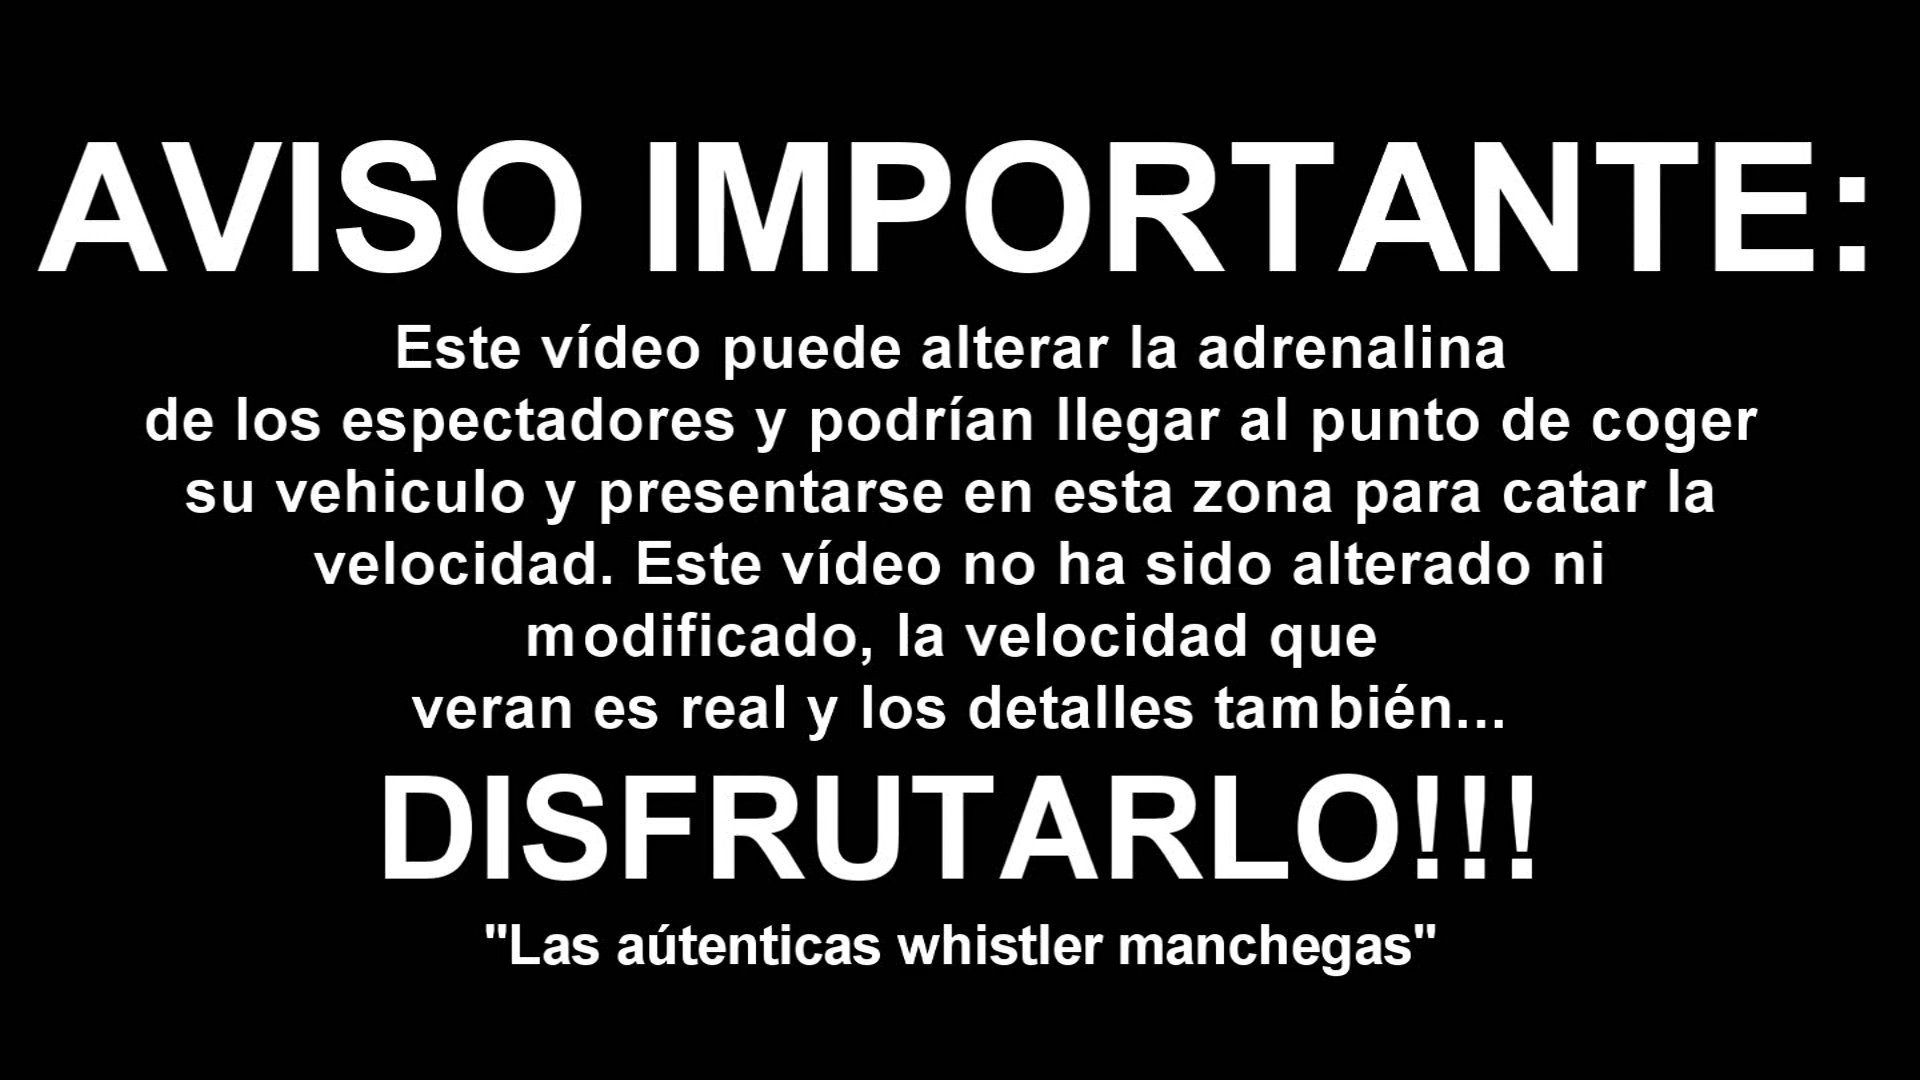 AVISO IMPORTANTE:
Este vídeo puede alterar la adrenalina
de los espectadores y podrían llegar al punto de coger
su vehiculo y presentarse en esta zona para catar la
velocidad. Este vídeo no ha sido alterado ni
modificado, la velocidad que
veran es real y los detalles también...
DISFRUTARLO!!!
"Las aútenticas whistler manchegas"